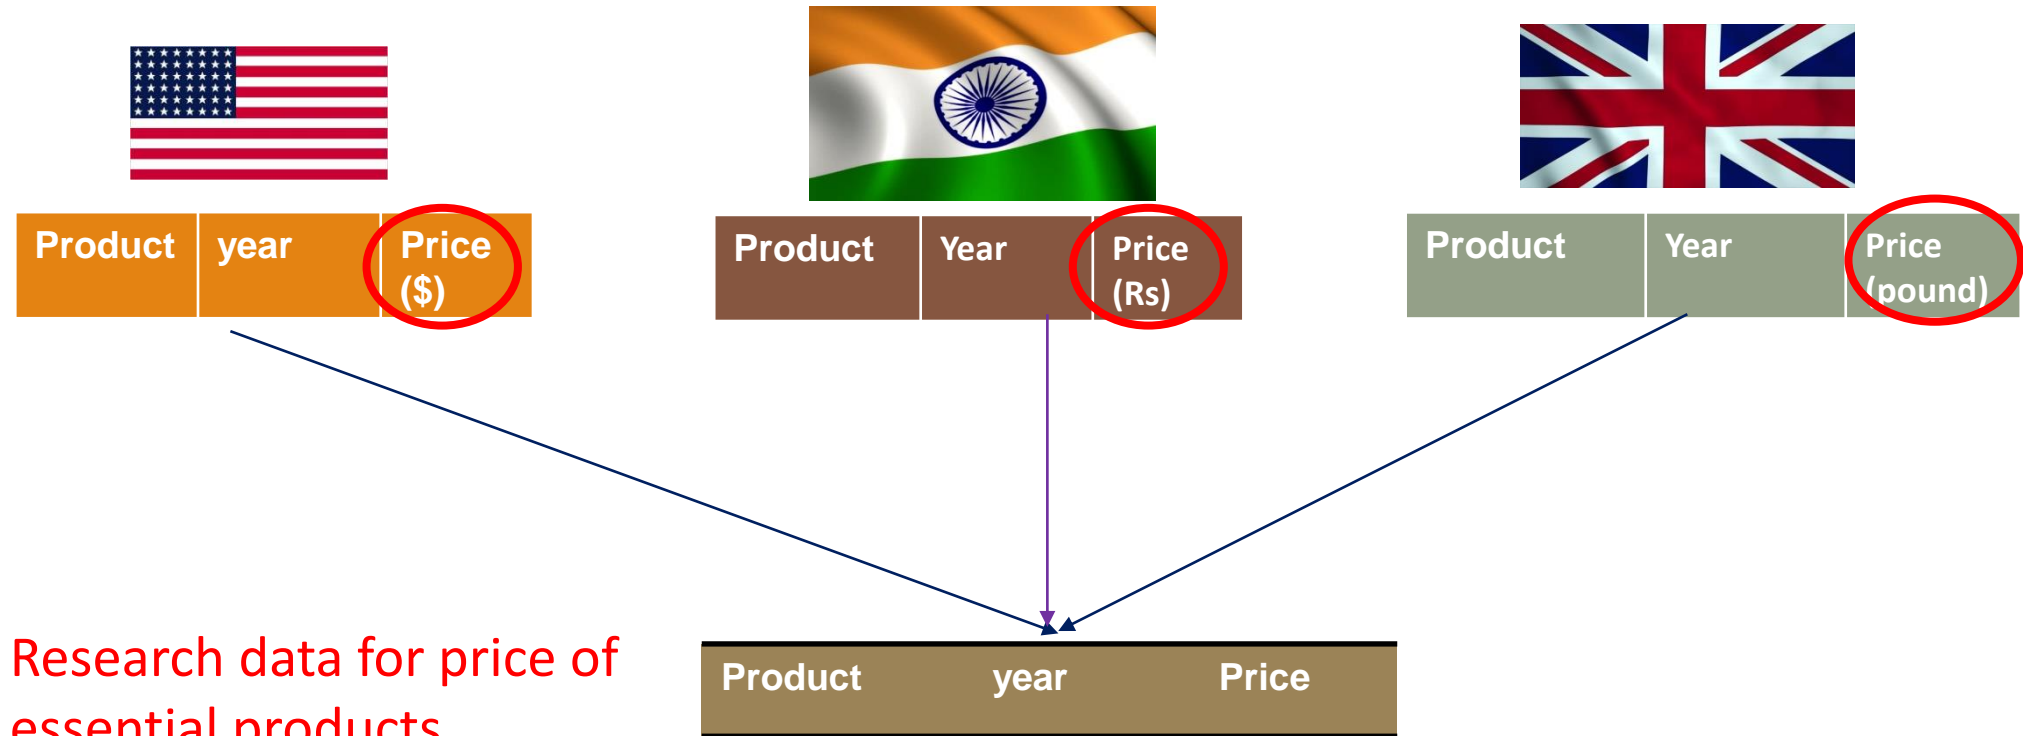 Product year Price
($)
Product Year Price
(Rs)
Product Year Price
(pound)
Research data for price of
essential products
Product year Price